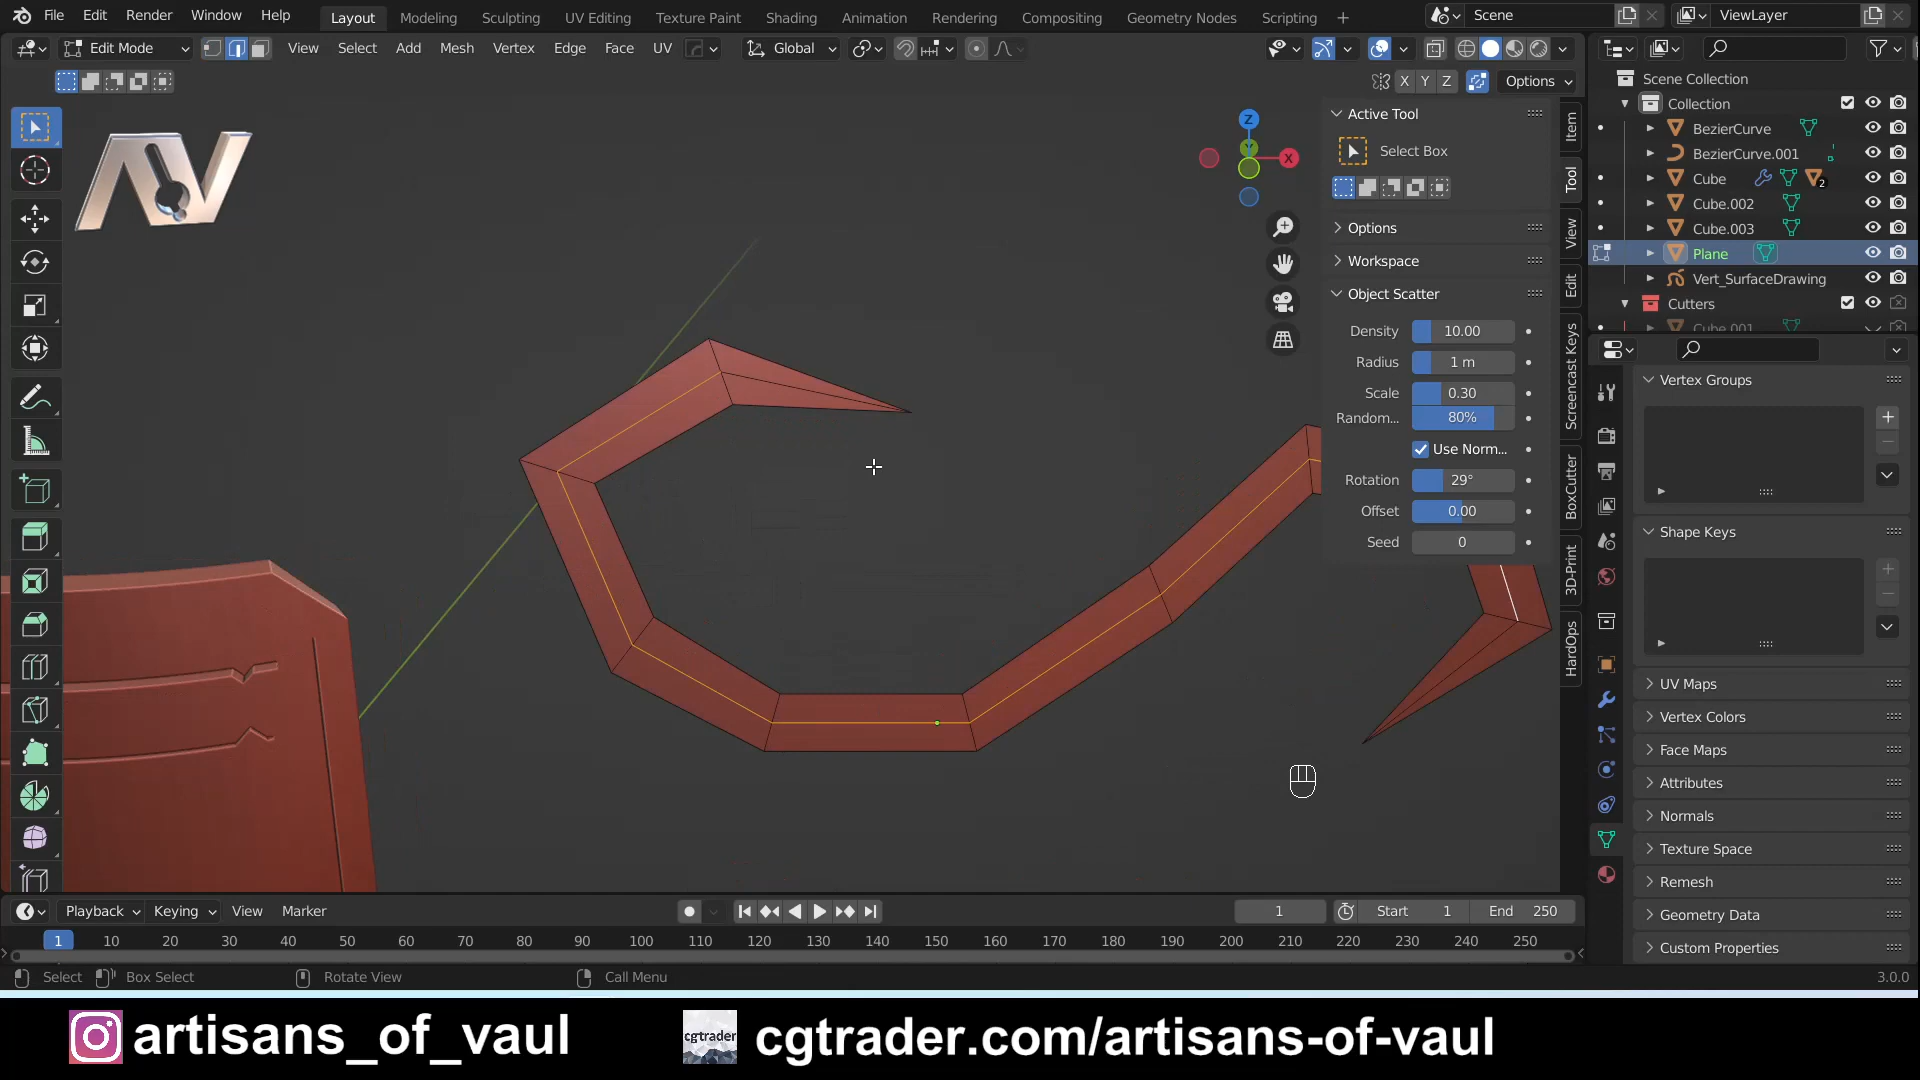 File Edit Render Window Help Layout Modeling Sculpting UV Editing Texture Paint Shading Animation Rendering Compositing Geometry Nodes Scripting + Scene ViewLayer
Edit Mode View Select Add Mesh Vertex Edge Face UV Global
X Y Z Options
Scene Collection
Collection
BezierCurve
BezierCurve.001
Cube 2
Cube.002
Cube.003
Plane
Vert_SurfaceDrawing
Cutters
Cube.001
AV
Z
X
Active Tool
Select Box
Options
Workspace
Object Scatter
Density 10.00
Radius 1 m
Scale 0.30
Random... 80%
Use Norm...
Rotation 29°
Offset 0.00
Seed 0
Item
Tool
View
Edit
Screencast Keys
BoxCutter
3D-Print
HardOps
Vertex Groups
Shape Keys
UV Maps
Vertex Colors
Face Maps
Attributes
Normals
Texture Space
Remesh
Geometry Data
Custom Properties
Playback Keying View Marker 1 Start 1 End 250
1 10 20 30 40 50 60 70 80 90 100 110 120 130 140 150 160 170 180 190 200 210 220 230 240 250
Select Box Select Rotate View Call Menu 3.0.0
artisans_of_vaul cgtrader cgtrader.com/artisans-of-vaul